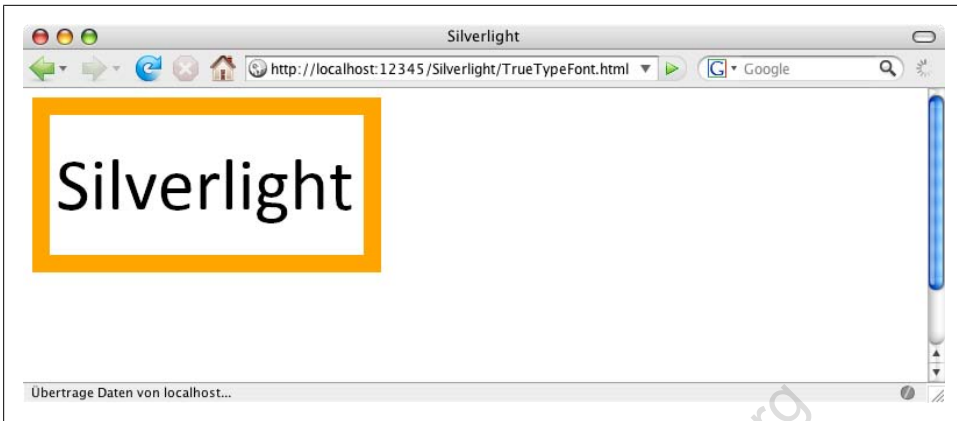 Silverlight
http://localhost:12345/Silverlight/TrueTypeFont.html
G Google
Silverlight
Übertrage Daten von localhost...